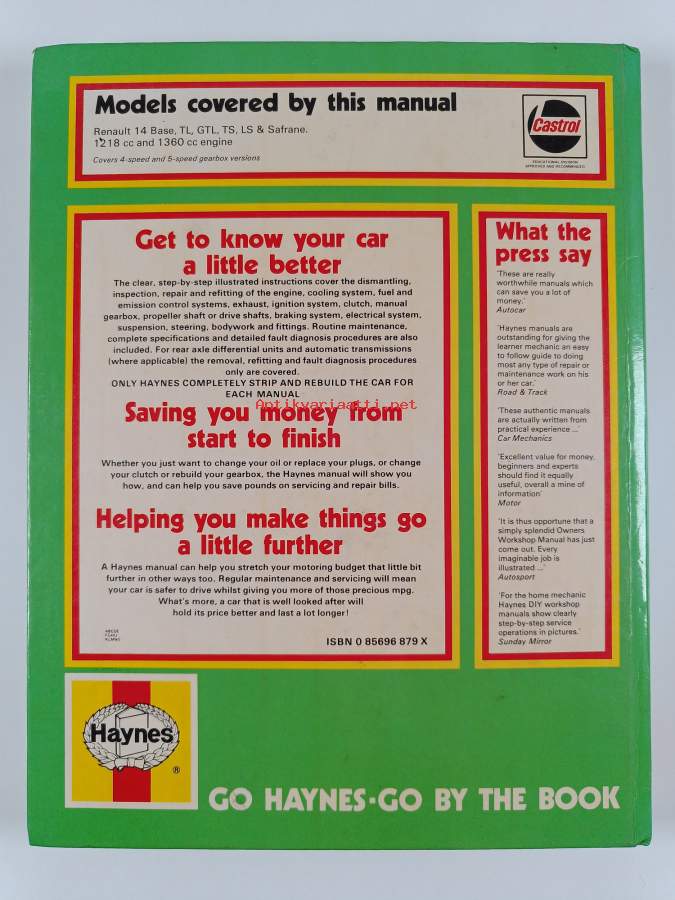 Models covered by this manual
Renault 14 Base, TL, GTL, TS, LS & Safrane.
1218 cc and 1360 cc engine
Covers 4-speed and 5-speed gearbox versions
Castrol
EDUCATIONAL DIVISION
APPROVED AND RECOMMENDED
Get to know your car
a little better
The clear, step-by-step illustrated instructions cover the dismantling,
inspection, repair and refitting of the engine, cooling system, fuel and
emission control systems, exhaust, ignition system, clutch, manual
gearbox, propeller shaft or drive shafts, braking system, electrical system,
suspension, steering, bodywork and fittings. Routine maintenance,
complete specifications and detailed fault diagnosis procedures are also
included. For rear axle differential units and automatic transmissions
(where applicable) the removal, refitting and fault diagnosis procedures
only are covered.
ONLY HAYNES COMPLETELY STRIP AND REBUILD THE CAR FOR
EACH MANUAL
Antikvariaatti.net
Saving you money from
start to finish
Whether you just want to change your oil or replace your plugs, or change
your clutch or rebuild your gearbox, the Haynes manual will show you
how, and can help you save pounds on servicing and repair bills.
Helping you make things go
a little further
A Haynes manual can help you stretch your motoring budget that little bit
further in other ways too. Regular maintenance and servicing will mean
your car is safer to drive whilst giving you more of those precious mpg.
What's more, a car that is well looked after will
hold its price better and last a lot longer!
ISBN 0 85696 879 X
What the
press say
'These are really
worthwhile manuals which
can save you a lot of
money.'
Autocar
'Haynes manuals are
outstanding for giving the
learner mechanic an easy
to follow guide to doing
most any type of repair or
maintenance work on his
or her car.'
Road & Track
'These authentic manuals
are actually written from
practical experience ...'
Car Mechanics
'Excellent value for money,
beginners and experts
should find it equally
useful, overall a mine of
information'
Motor
'It is thus opportune that a
simply splendid Owners
Workshop Manual has just
come out. Every
imaginable job is
illustrated ...'
Autosport
'For the home mechanic
Haynes DIY workshop
manuals show clearly
step-by-step service
operations in pictures.'
Sunday Mirror
Haynes
®
GO HAYNES-GO BY THE BOOK